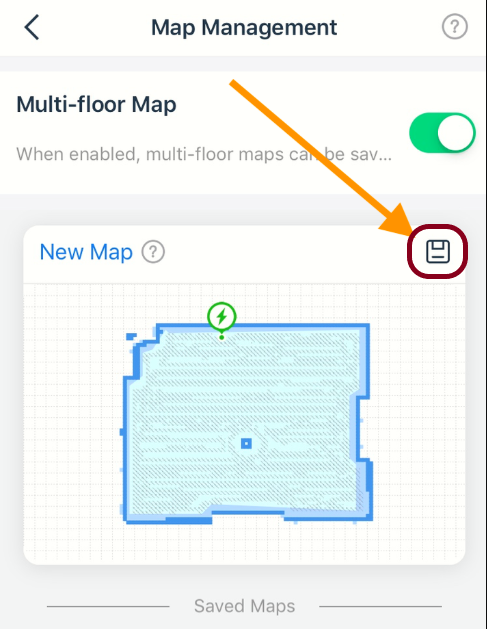 Map Management
?
Multi-floor Map
When enabled, multi-floor maps can be sav...
New Map ?
Saved Maps